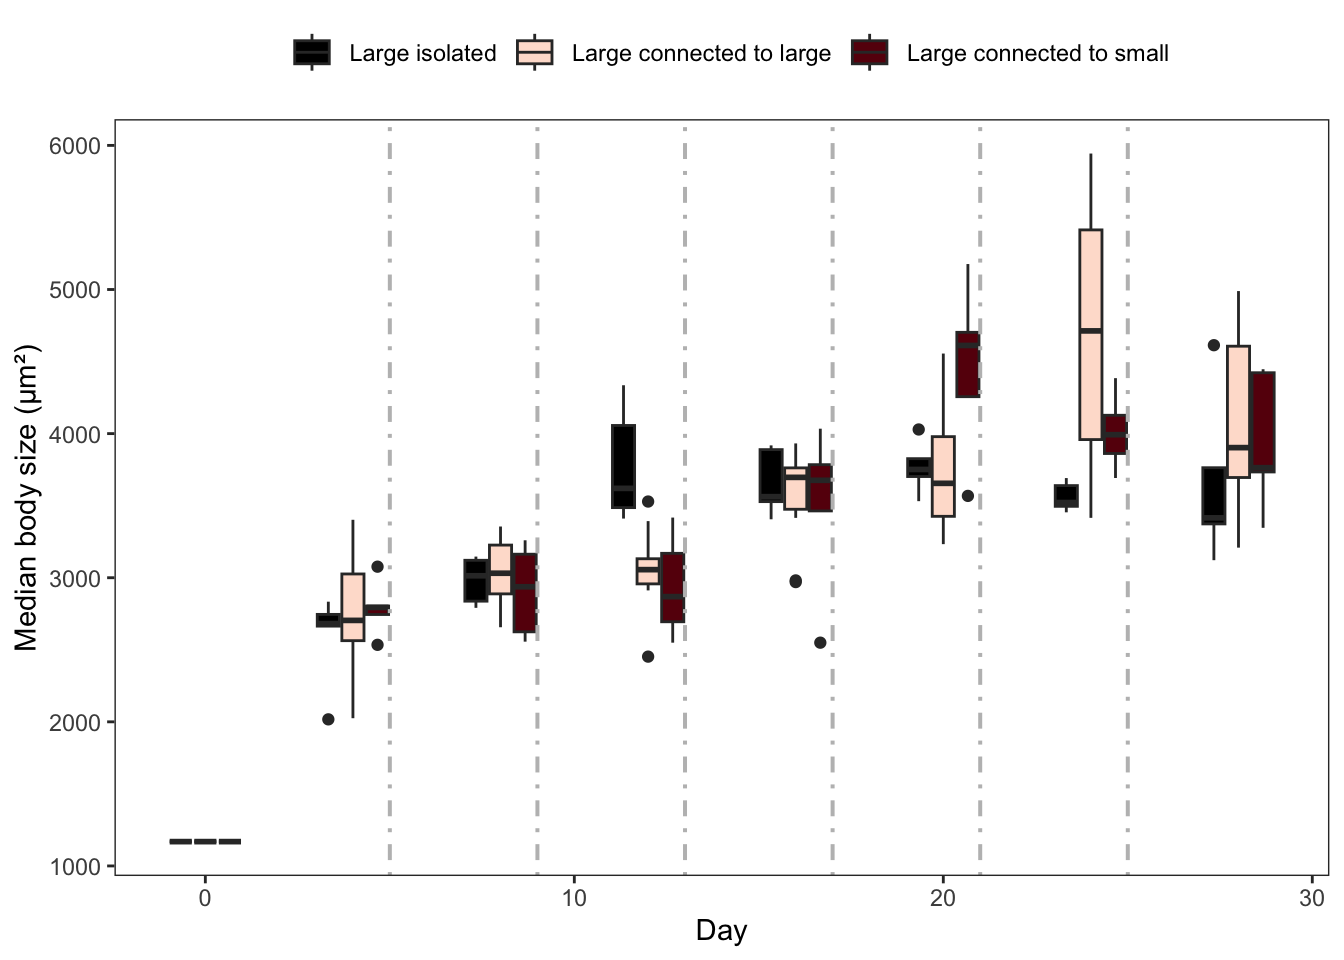 Large isolated Large connected to large Large connected to small
6000
5000
4000
3000
2000
1000
Median body size (μm²)
0 10 20 30
Day